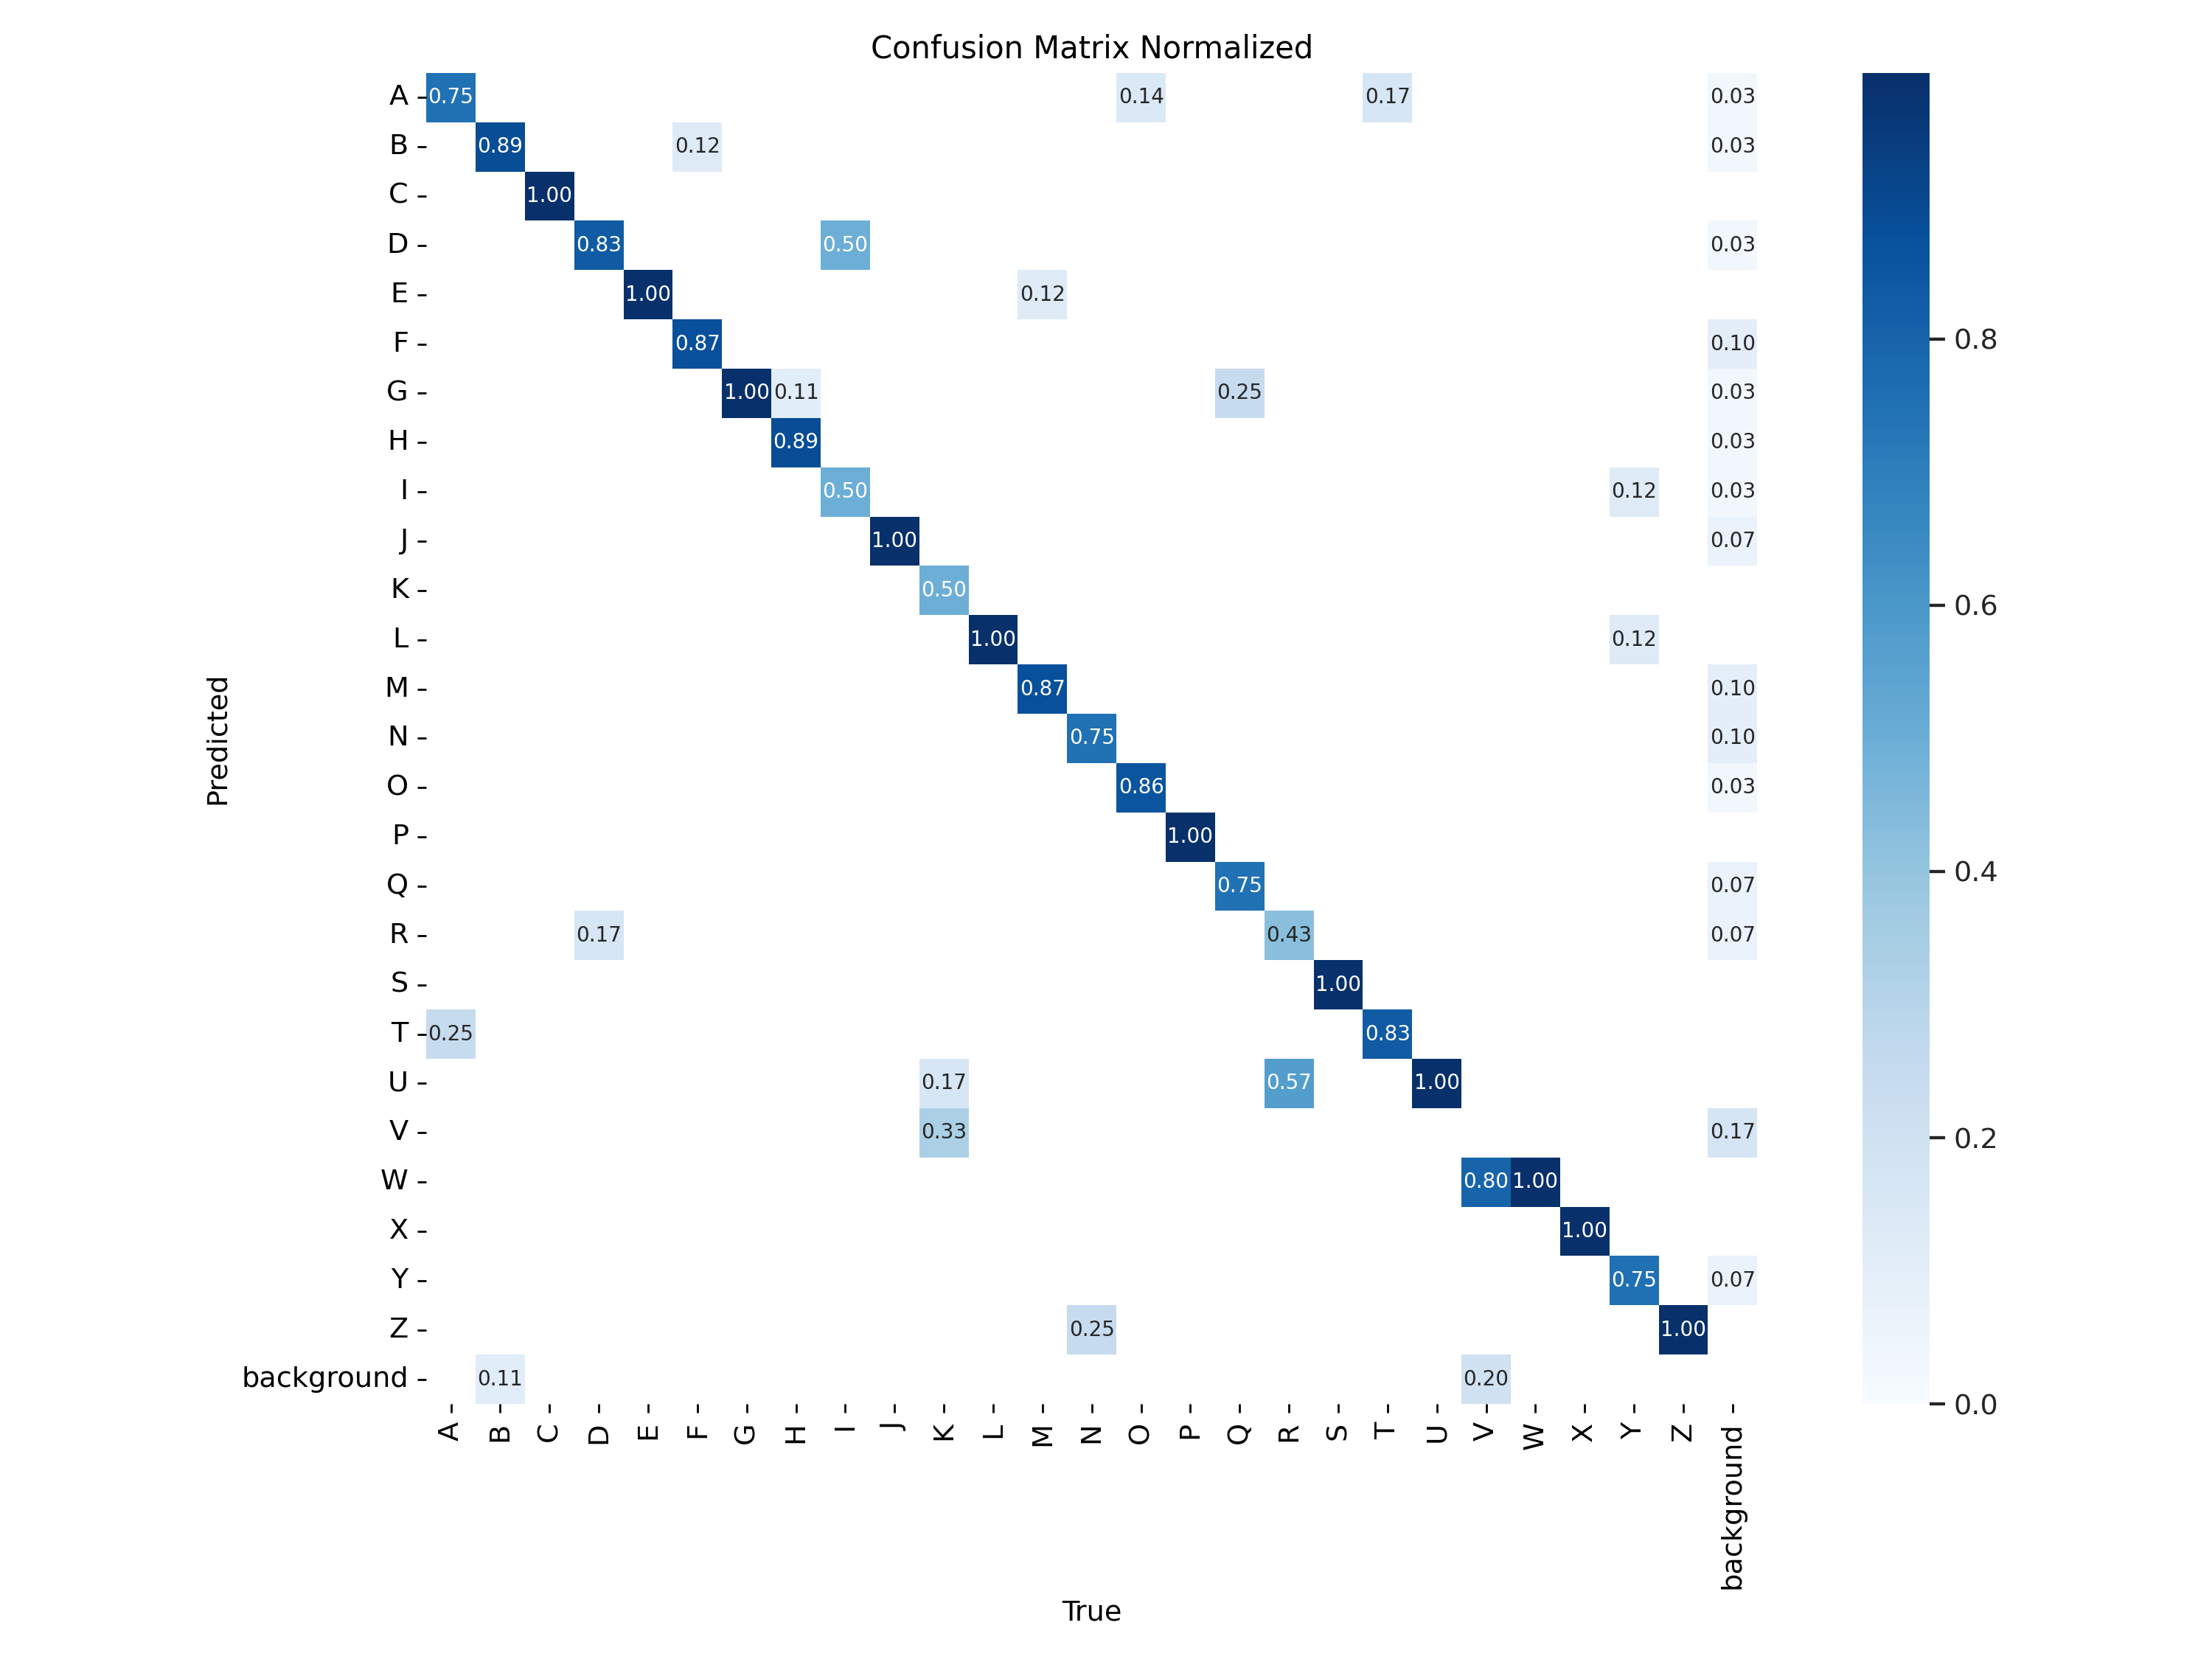 Confusion Matrix Normalized
A 0.75 0.14 0.17 0.03
B 0.89 0.12 0.03
C 1.00
D 0.83 0.50 0.03
E 1.00 0.12
F 0.87 0.10
0.8
G 1.00 0.11 0.25 0.03
H 0.89 0.03
I 0.50 0.12 0.03
J 1.00 0.07
K 0.50
0.6
L 1.00 0.12
M 0.87 0.10
Predicted
N 0.75 0.10
O 0.86 0.03
P 1.00
0.4
Q 0.75 0.07
R 0.17 0.43 0.07
S 1.00
T 0.25 0.83
U 0.17 0.57 1.00
V 0.33 0.17
0.2
W 0.80 1.00
X 1.00
Y 0.75 0.07
Z 0.25 1.00
background 0.11 0.20
0.0
A B C D E F G H I J K L M N O P Q R S T U V W X Y Z background
True